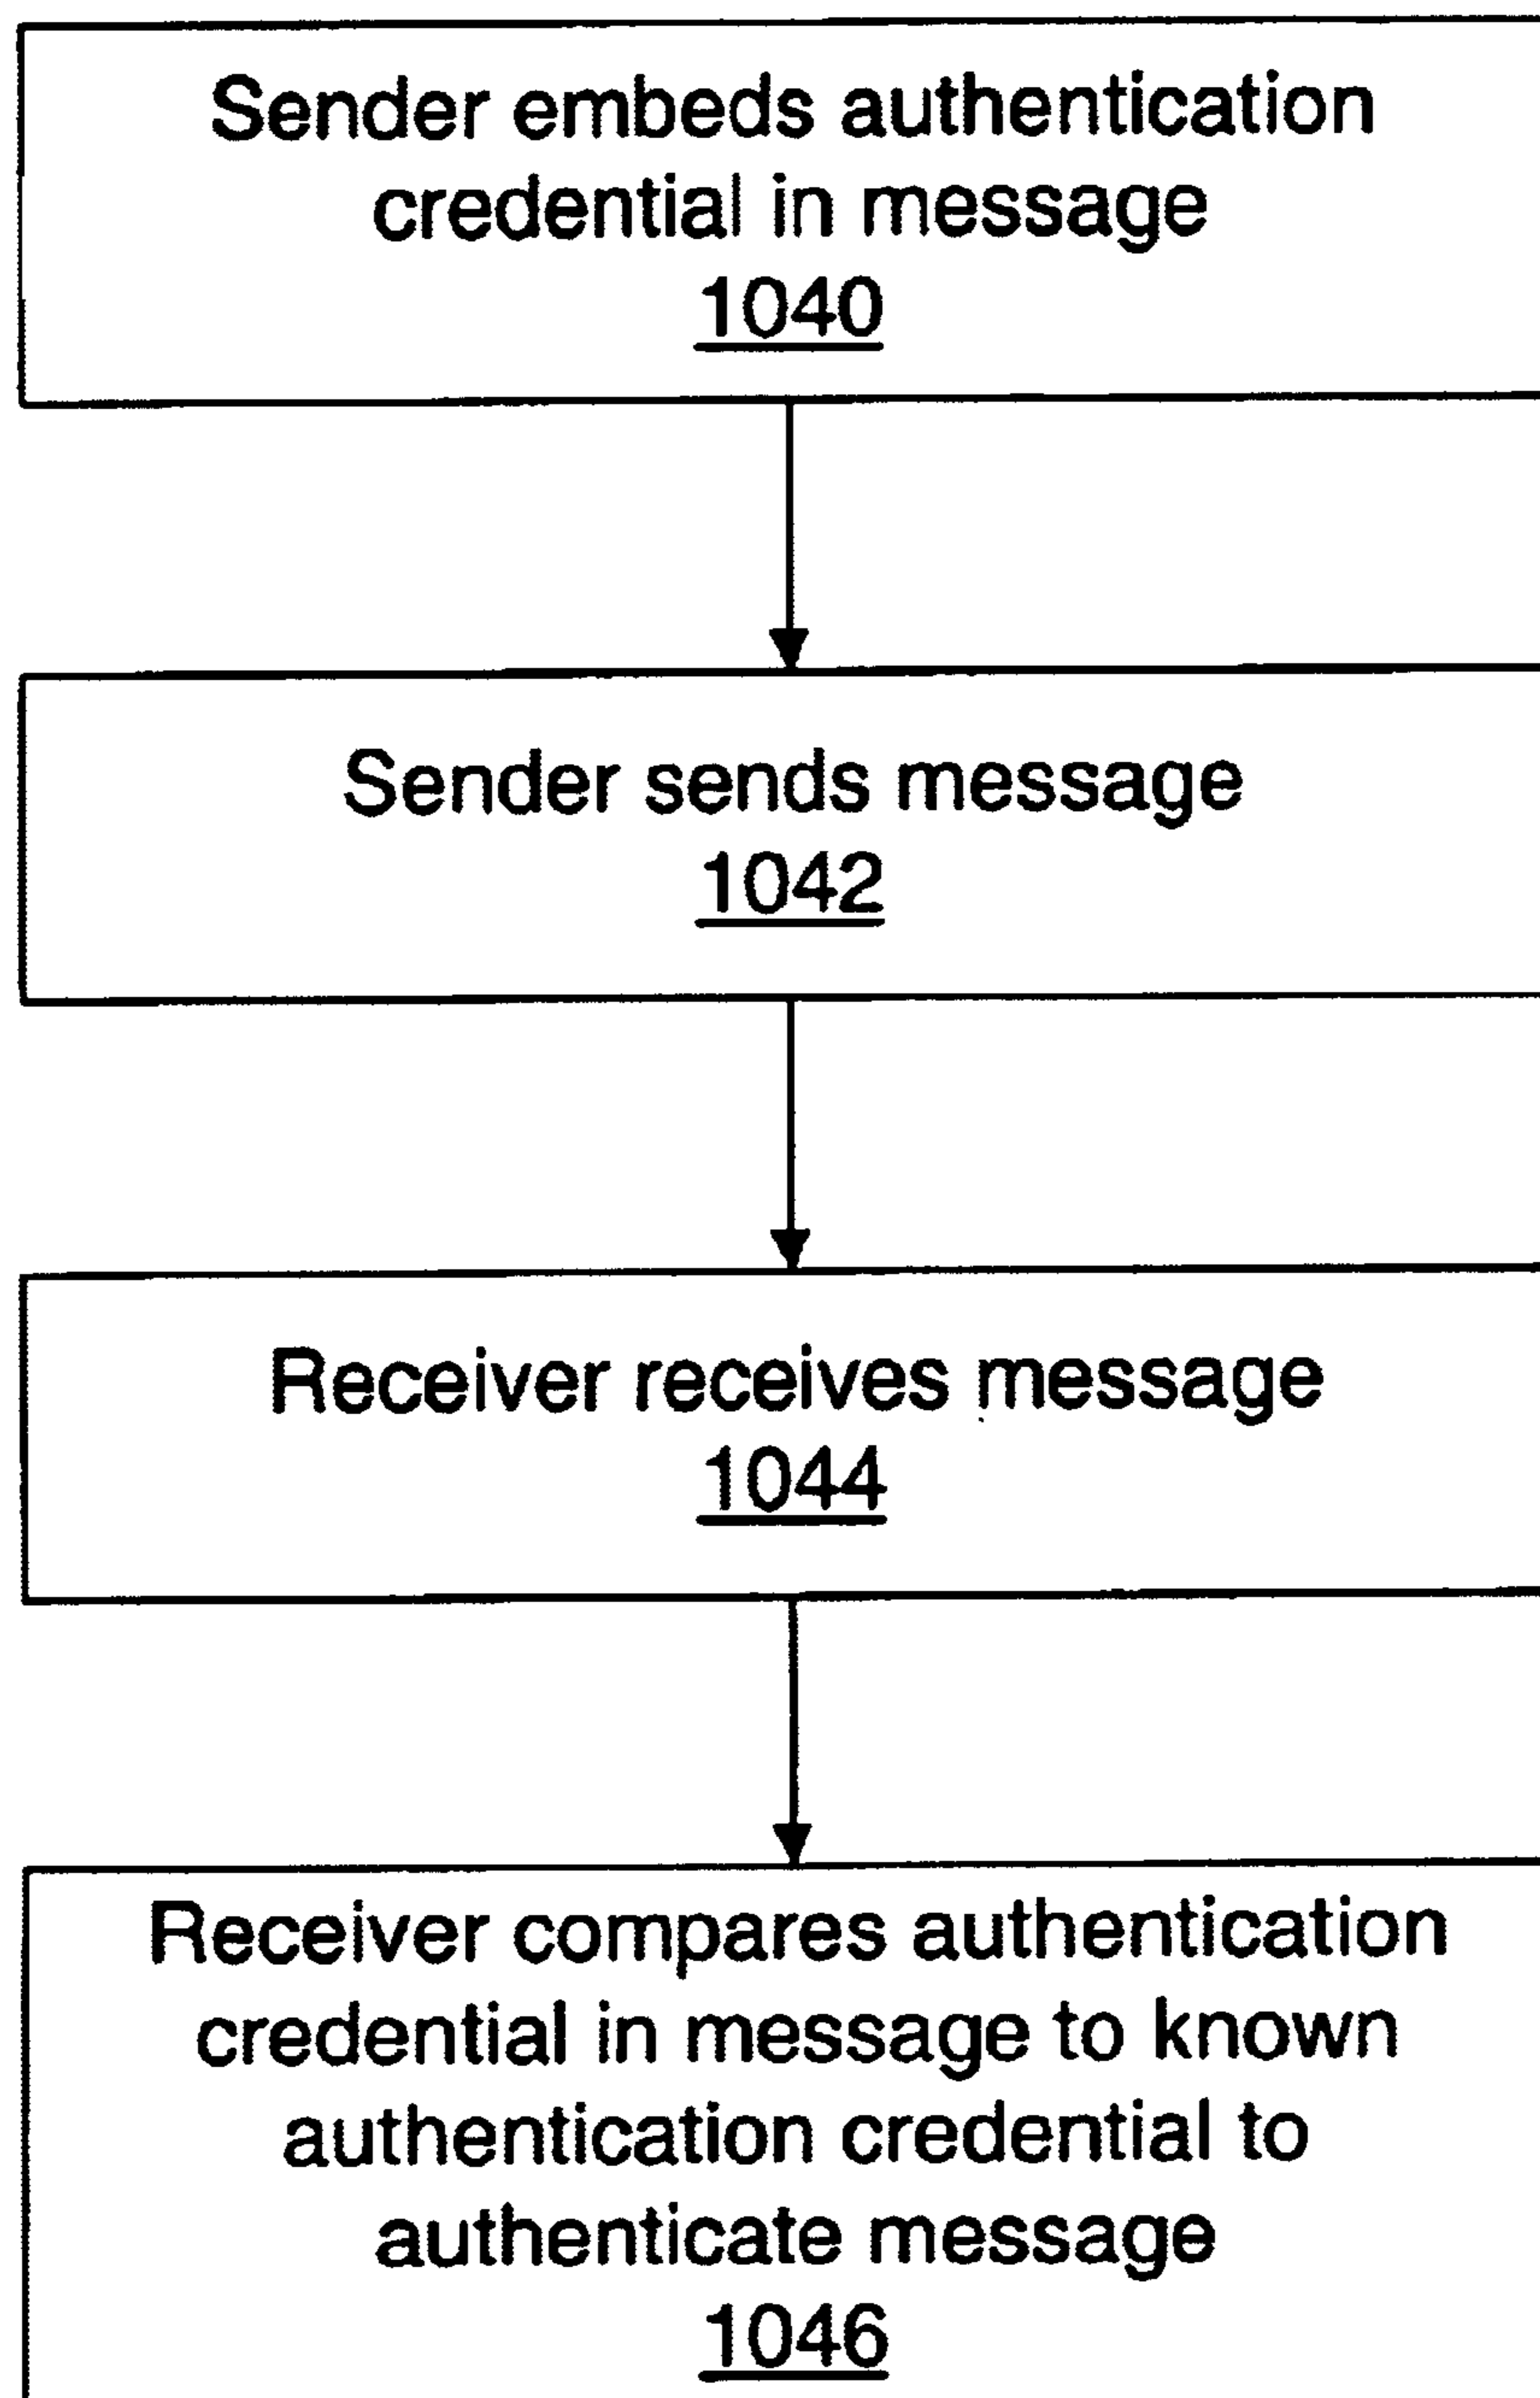 Sender embeds authentication
credential in message
1040
Sender sends message
1042
Receiver receives message
1044
Receiver compares authentication
credential in message to known
authentication credential to
authenticate message
1046